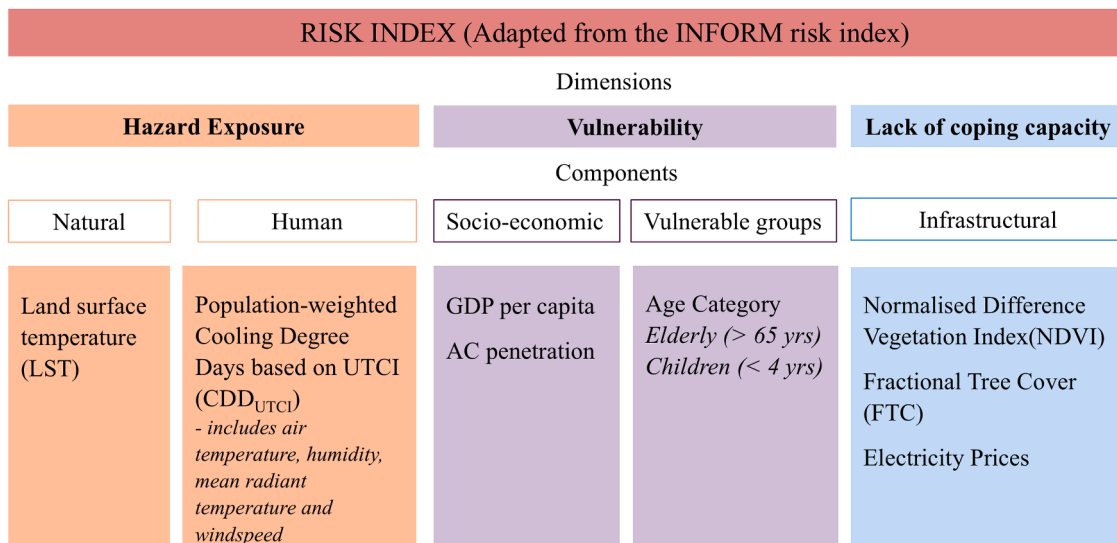 RISK INDEX (Adapted from the INFORM risk index)
Dimensions
Hazard Exposure
Vulnerability
Lack of coping capacity
Components
Natural
Human
Socio-economic
Vulnerable groups
Infrastructural
Land surface
temperature
(LST)
Population-weighted
Cooling Degree
Days based on UTCI
(CDDUTCI)
- includes air
temperature, humidity,
mean radiant
temperature and
windspeed
GDP per capita
AC penetration
Age Category
Elderly (> 65 yrs)
Children (< 4 yrs)
Normalised Difference
Vegetation Index(NDVI)
Fractional Tree Cover
(FTC)
Electricity Prices